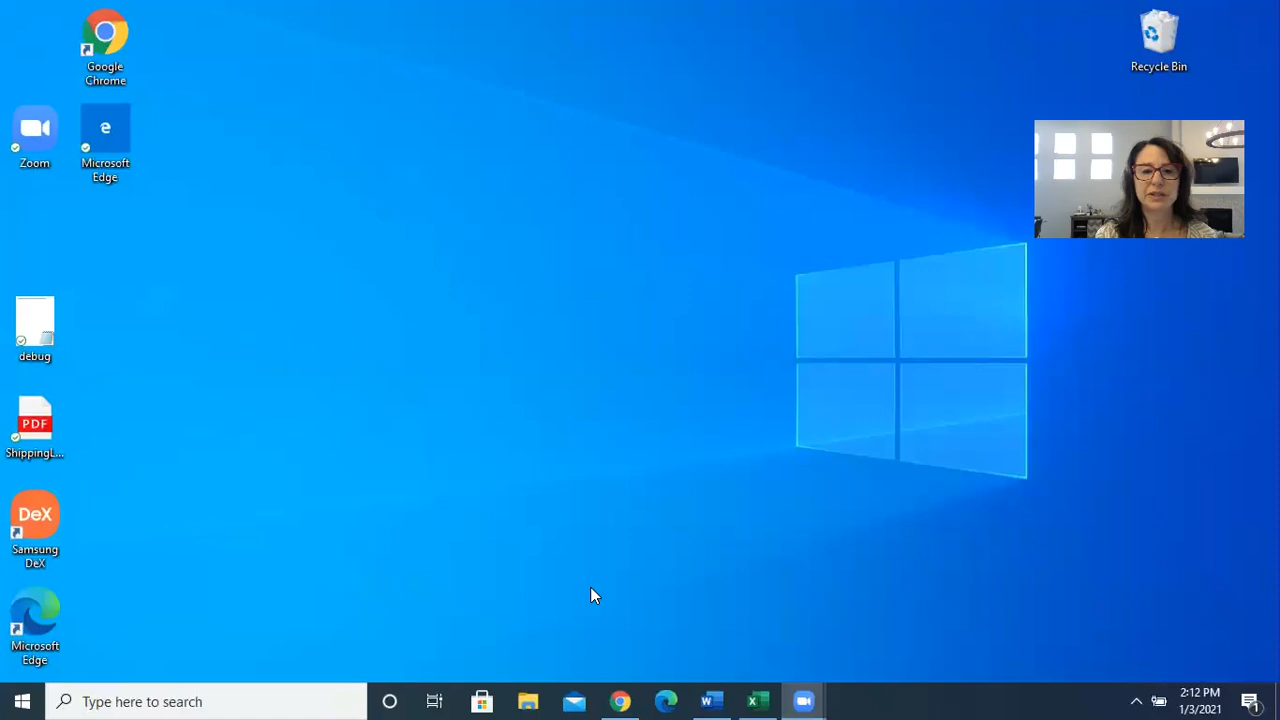 Google
Chrome
Recycle Bin
Zoom
e
Microsoft
Edge
debug
PDF
ShippingL...
DeX
Samsung
DeX
Microsoft
Edge
Type here to search
W
X
2:12 PM
1/3/2021
1